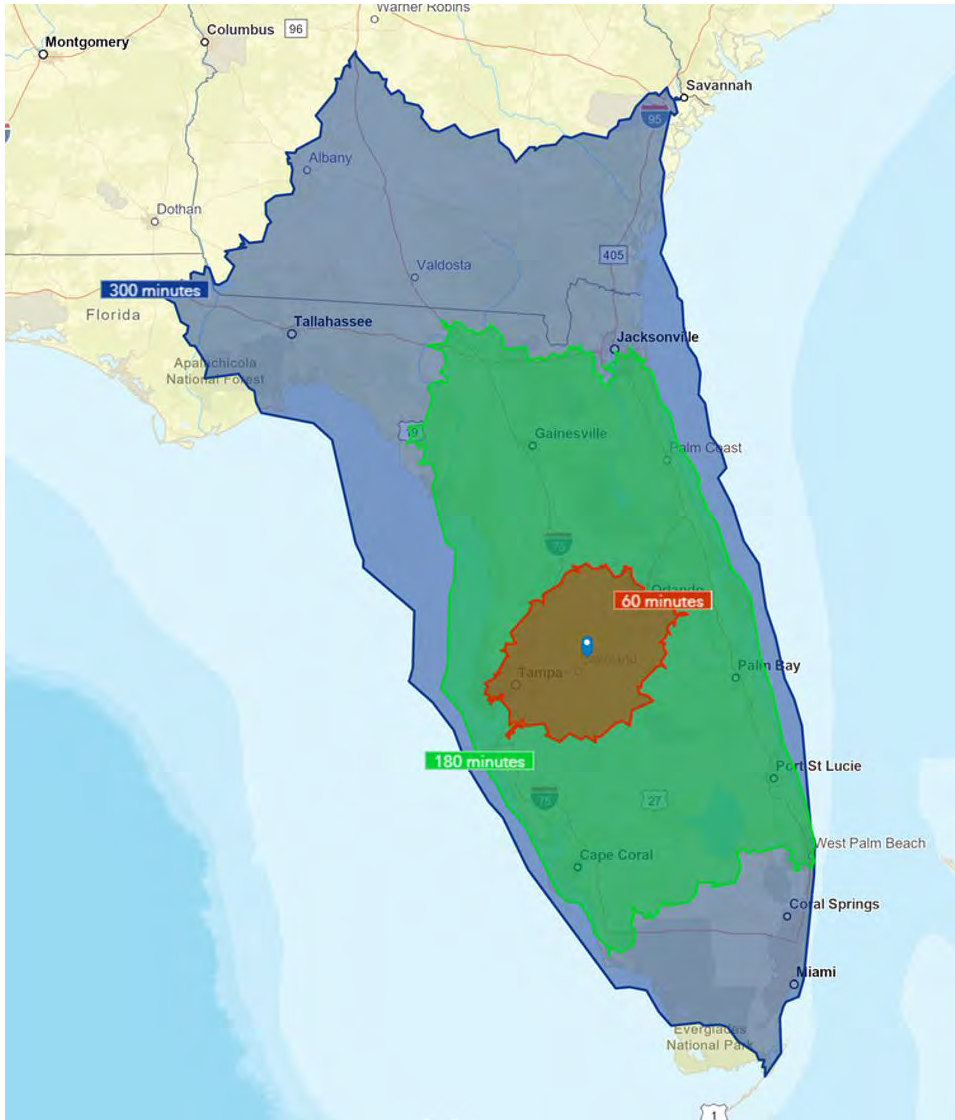 Warner Robins
Columbus
96
Montgomery
Savannah
95
Albany
Dothan
405
Valdosta
300 minutes
Florida
Tallahassee
Jacksonville
Apalachicola
National Forest
19
Gainesville
Palm Coast
75
Orlando
60 minutes
Lakeland
Tampa
Palm Bay
180 minutes
Port St Lucie
75
27
West Palm Beach
Cape Coral
Coral Springs
Miami
Everglades
National Park
1